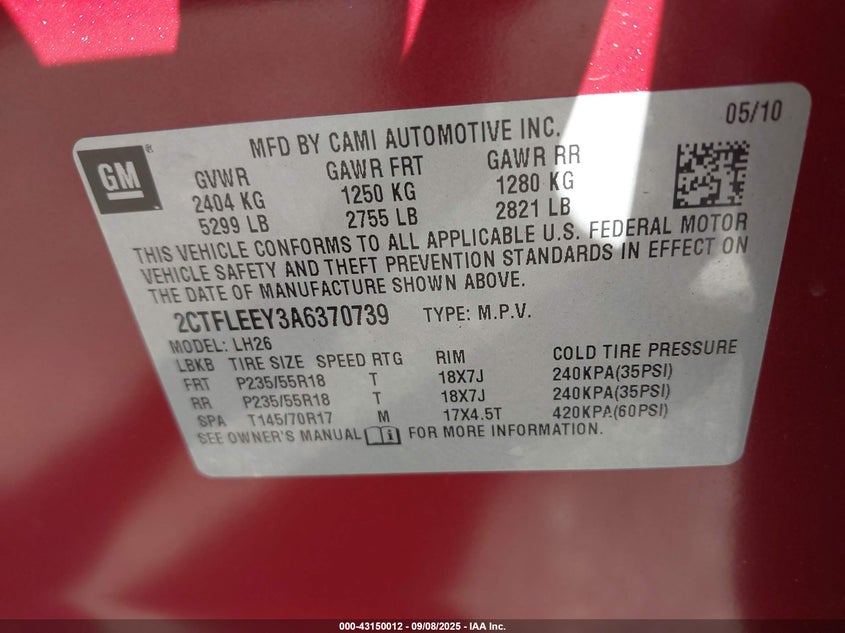 05/10
MFD BY CAMI AUTOMOTIVE INC.
GM ®
GVWR GAWR FRT GAWR RR
2404 KG 1250 KG 1280 KG
5299 LB 2755 LB 2821 LB
THIS VEHICLE CONFORMS TO ALL APPLICABLE U.S. FEDERAL MOTOR
VEHICLE SAFETY AND THEFT PREVENTION STANDARDS IN EFFECT ON
THE DATE OF MANUFACTURE SHOWN ABOVE.
2CTFLEEY3A6370739 TYPE: M.P.V.
MODEL: LH26
LBKB TIRE SIZE SPEED RTG RIM COLD TIRE PRESSURE
FRT P235/55R18 T 18X7J 240KPA(35PSI)
RR P235/55R18 T 18X7J 240KPA(35PSI)
SPA T145/70R17 M 17X4.5T 420KPA(60PSI)
SEE OWNER'S MANUAL i FOR MORE INFORMATION.
000-43150012 - 09/08/2025 - IAA Inc.